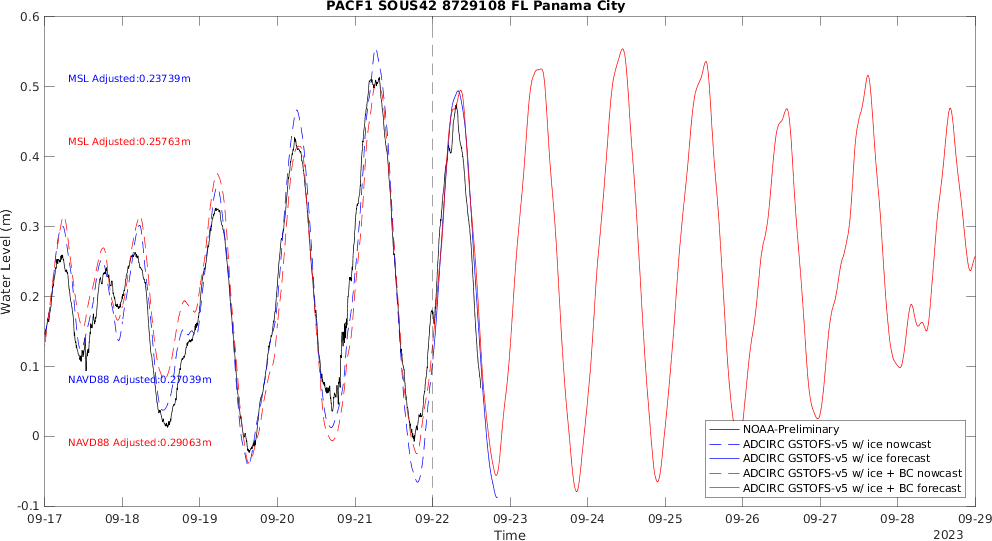 PACF1 SOUS42 8729108 FL Panama City
0.6
0.5
0.4
0.3
0.2
0.1
0
-0.1
Water Level (m)
MSL Adjusted:0.23739m
MSL Adjusted:0.25763m
NAVD88 Adjusted:0.27039m
NAVD88 Adjusted:0.29063m
NOAA-Preliminary
ADCIRC GSTOFS-v5 w/ ice nowcast
ADCIRC GSTOFS-v5 w/ ice forecast
ADCIRC GSTOFS-v5 w/ ice + BC nowcast
ADCIRC GSTOFS-v5 w/ ice + BC forecast
09-17 09-18 09-19 09-20 09-21 09-22 09-23 09-24 09-25 09-26 09-27 09-28 09-29
Time
2023